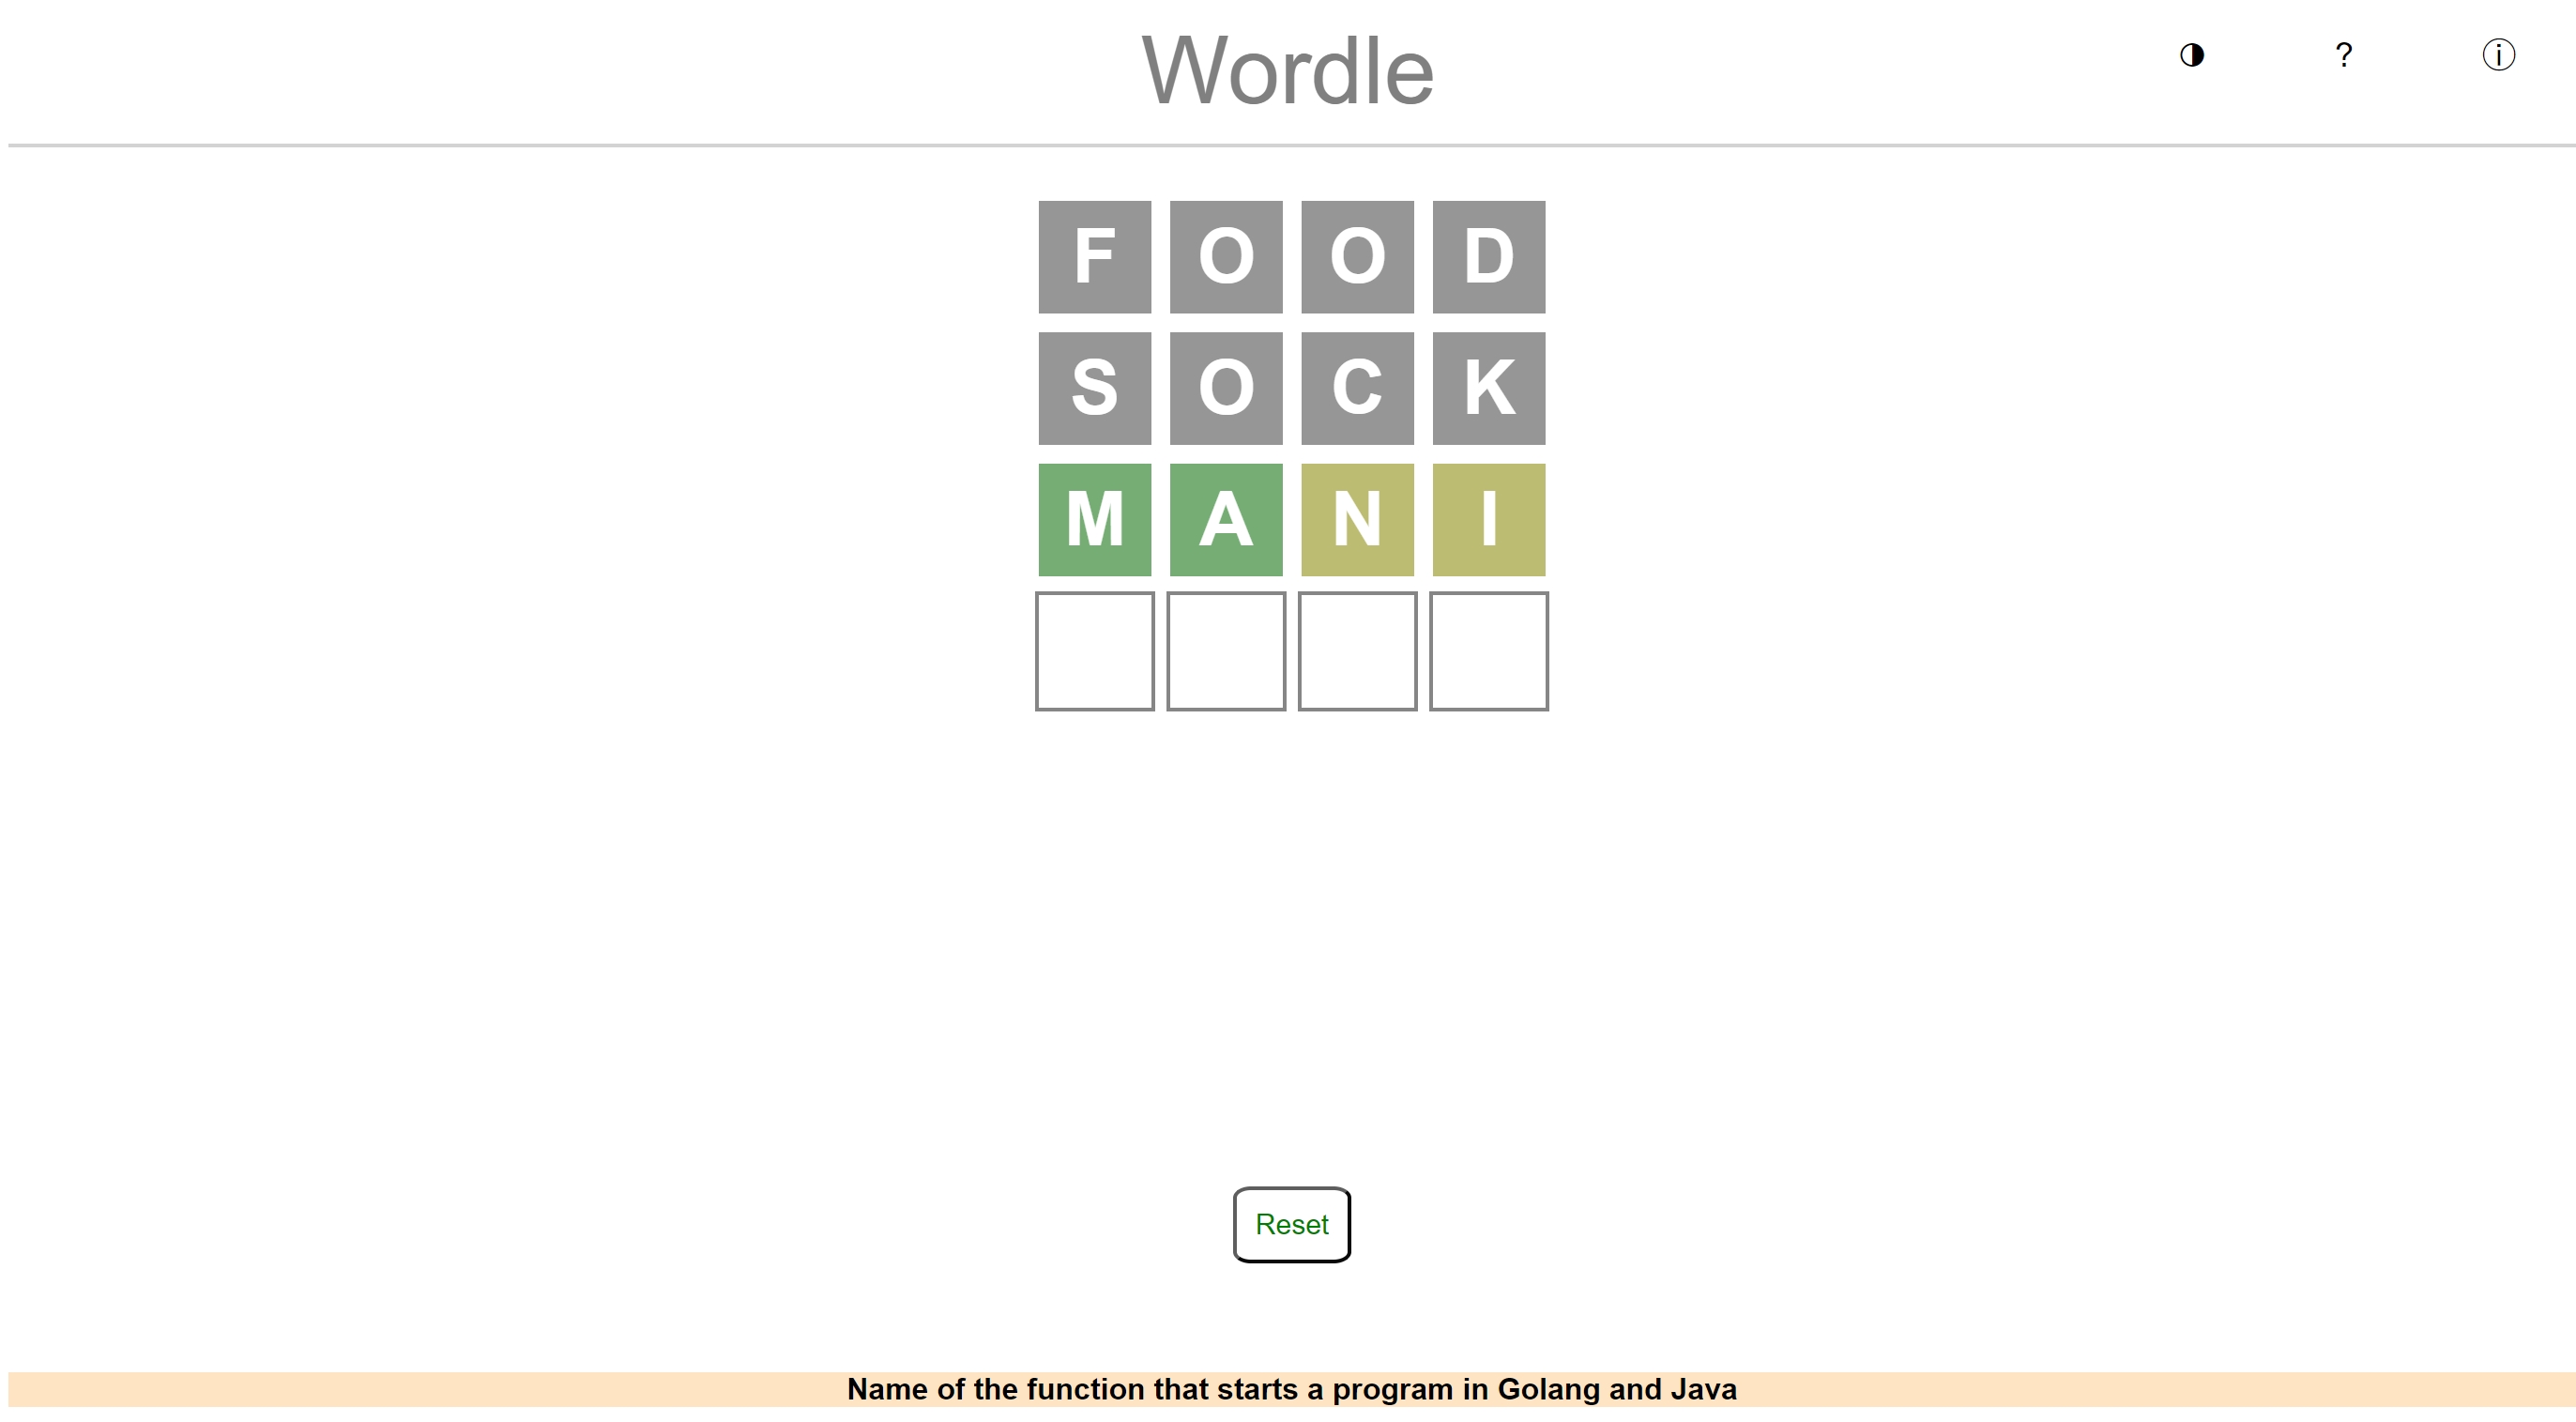 Wordle
◑ ? ⓘ
F O O D
S O C K
M A N I
Reset
Name of the function that starts a program in Golang and Java